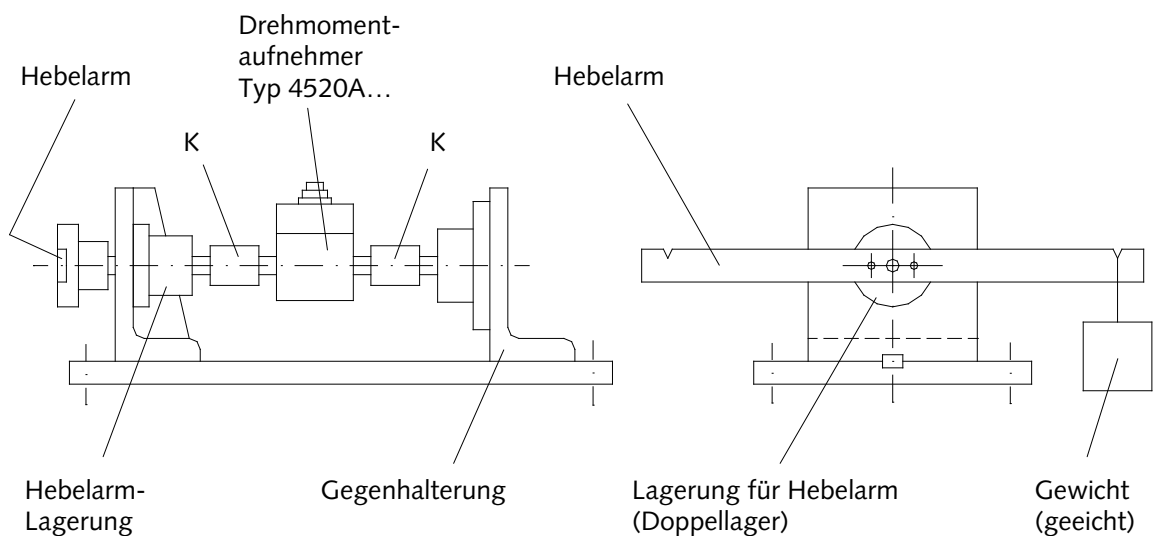 Drehmoment-
aufnehmer
Typ 4520A…
Hebelarm
Hebelarm
K
K
Hebelarm-
Lagerung
Gegenhalterung
Lagerung für Hebelarm
(Doppellager)
Gewicht
(geeicht)